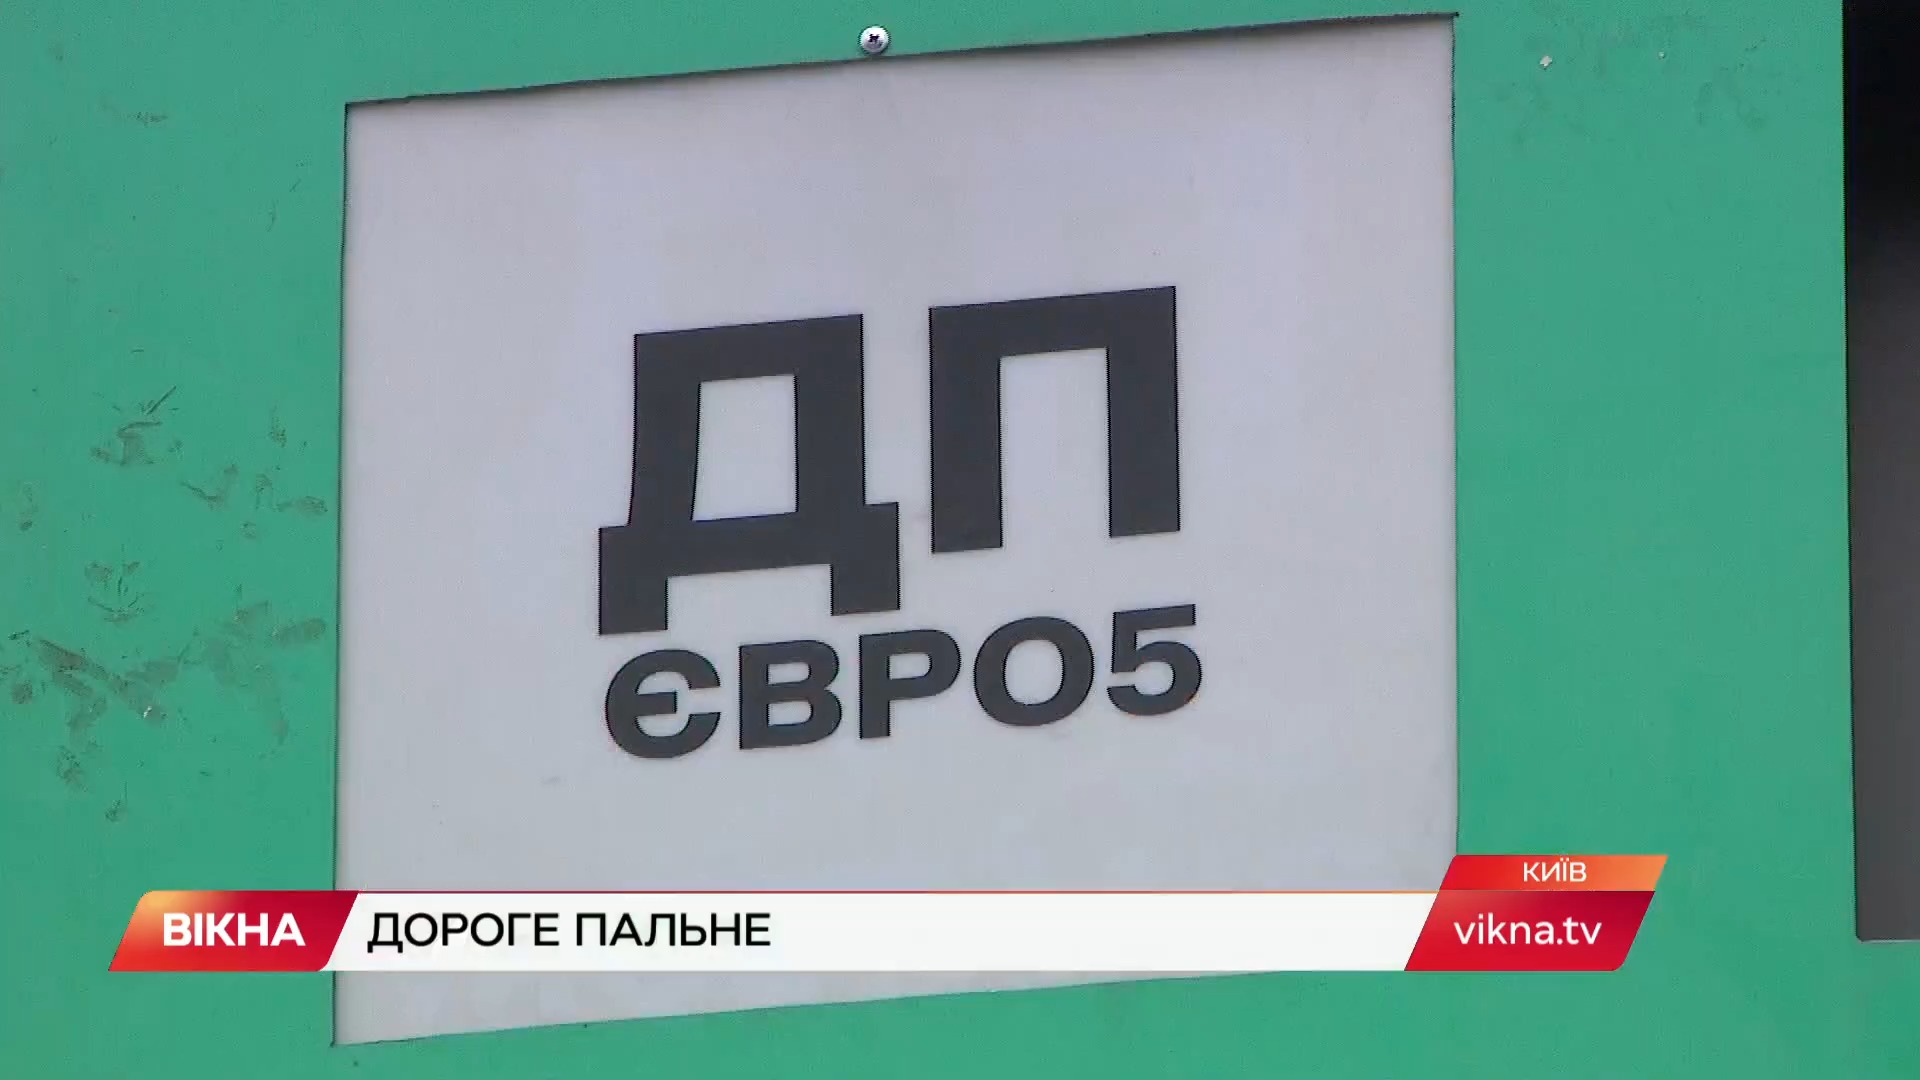 ДП
ЄВРО5
КИЇВ
ВІКНА
ДОРОГЕ ПАЛЬНЕ
vikna.tv